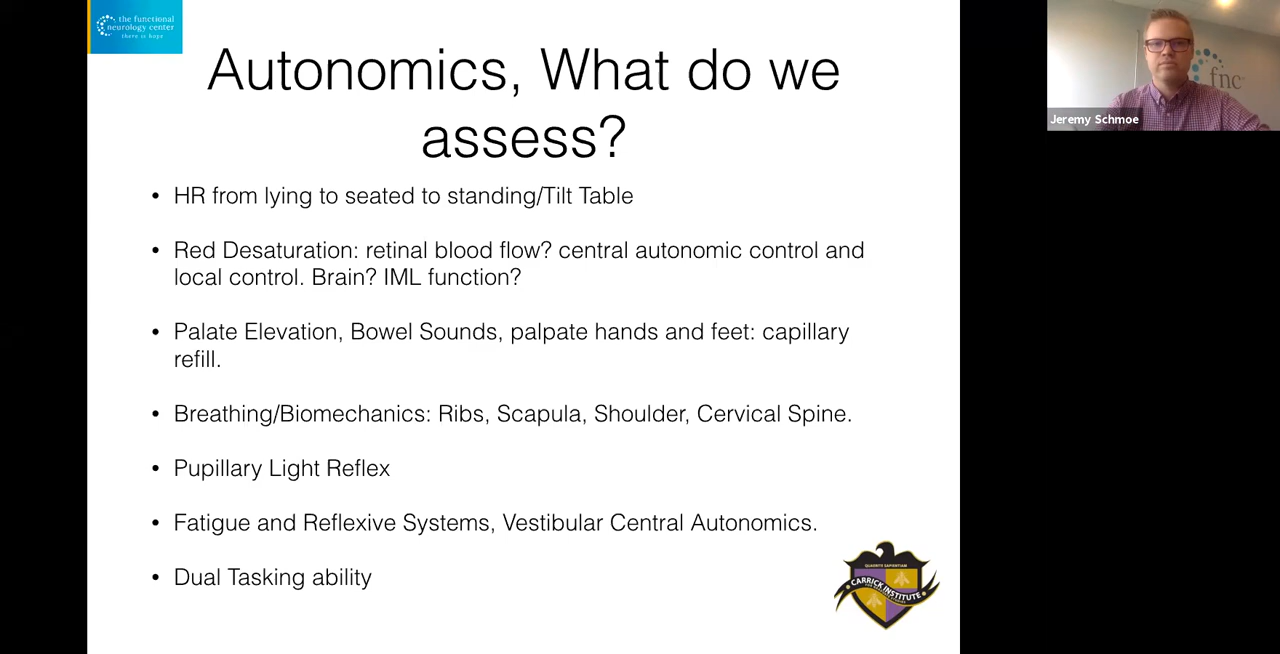 the functional
neurology center
there is hope
Autonomics, What do we
assess?
• HR from lying to seated to standing/Tilt Table
• Red Desaturation: retinal blood flow? central autonomic control and
local control. Brain? IML function?
• Palate Elevation, Bowel Sounds, palpate hands and feet: capillary
refill.
• Breathing/Biomechanics: Ribs, Scapula, Shoulder, Cervical Spine.
• Pupillary Light Reflex
• Fatigue and Reflexive Systems, Vestibular Central Autonomics.
• Dual Tasking ability
fnc
Jeremy Schmoe
CARRICK INSTITUTE